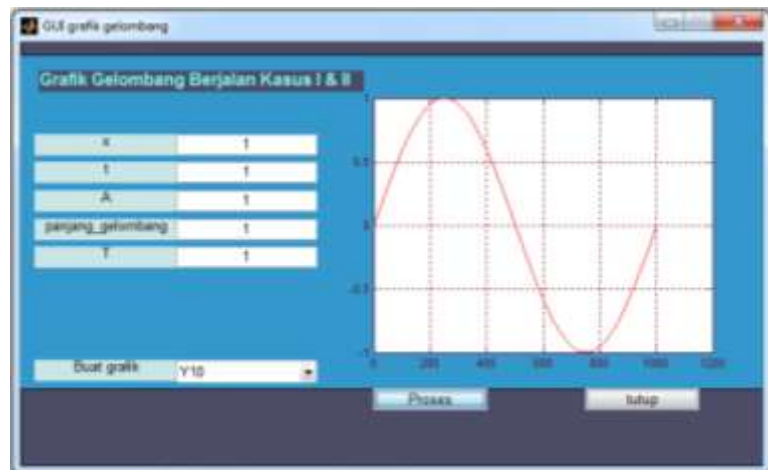 GUI grafik gelombang
Grafik Gelombang Berjalan Kasus I & II
x 1
t 1
A 1
panjang_gelombang 1
T 1
Buat grafik Y10
1
0.5
0
-0.5
-1
0 200 400 600 800 1000 1200
Proses tutup